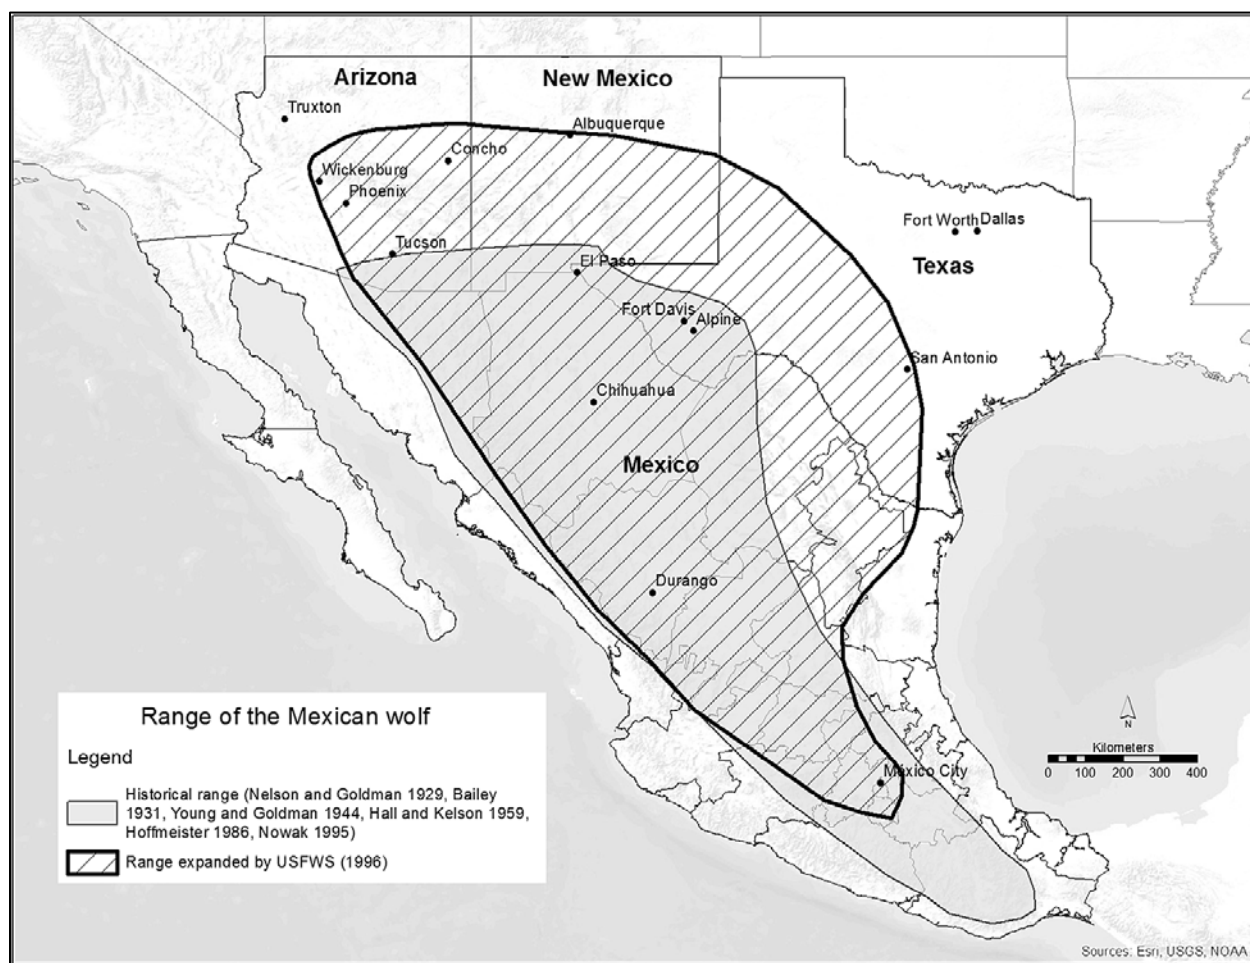 Arizona
New Mexico
Truxton
Albuquerque
Concho
Wickenburg
Phoenix
Fort Worth
Dallas
Tucson
El Paso
Texas
Fort Davis
Alpine
San Antonio
Chihuahua
Mexico
Durango
Range of the Mexican wolf
Legend
Historical range (Nelson and Goldman 1929, Bailey
1931, Young and Goldman 1944, Hall and Kelson 1959,
Hoffmeister 1986, Nowak 1995)
Range expanded by USFWS (1996)
N
Kilometers
0 50 100 200 300 400
México City
Sources: Esri, USGS, NOAA